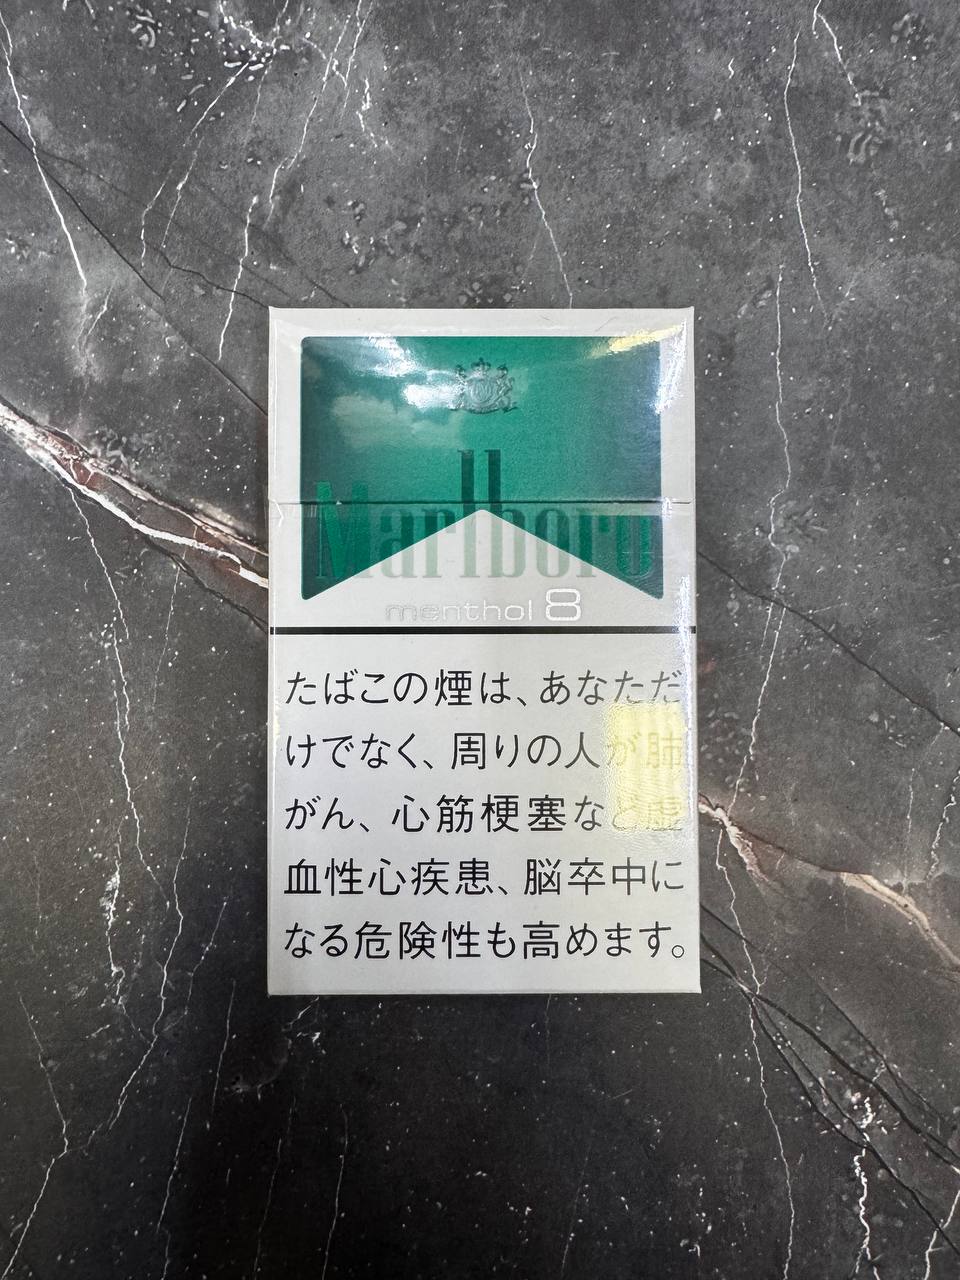 Marlboro
menthol 8
たばこの煙は、あなただ
けでなく、周りの人が肺
がん、心筋梗塞など虚
血性心疾患、脳卒中に
なる危険性も高めます。